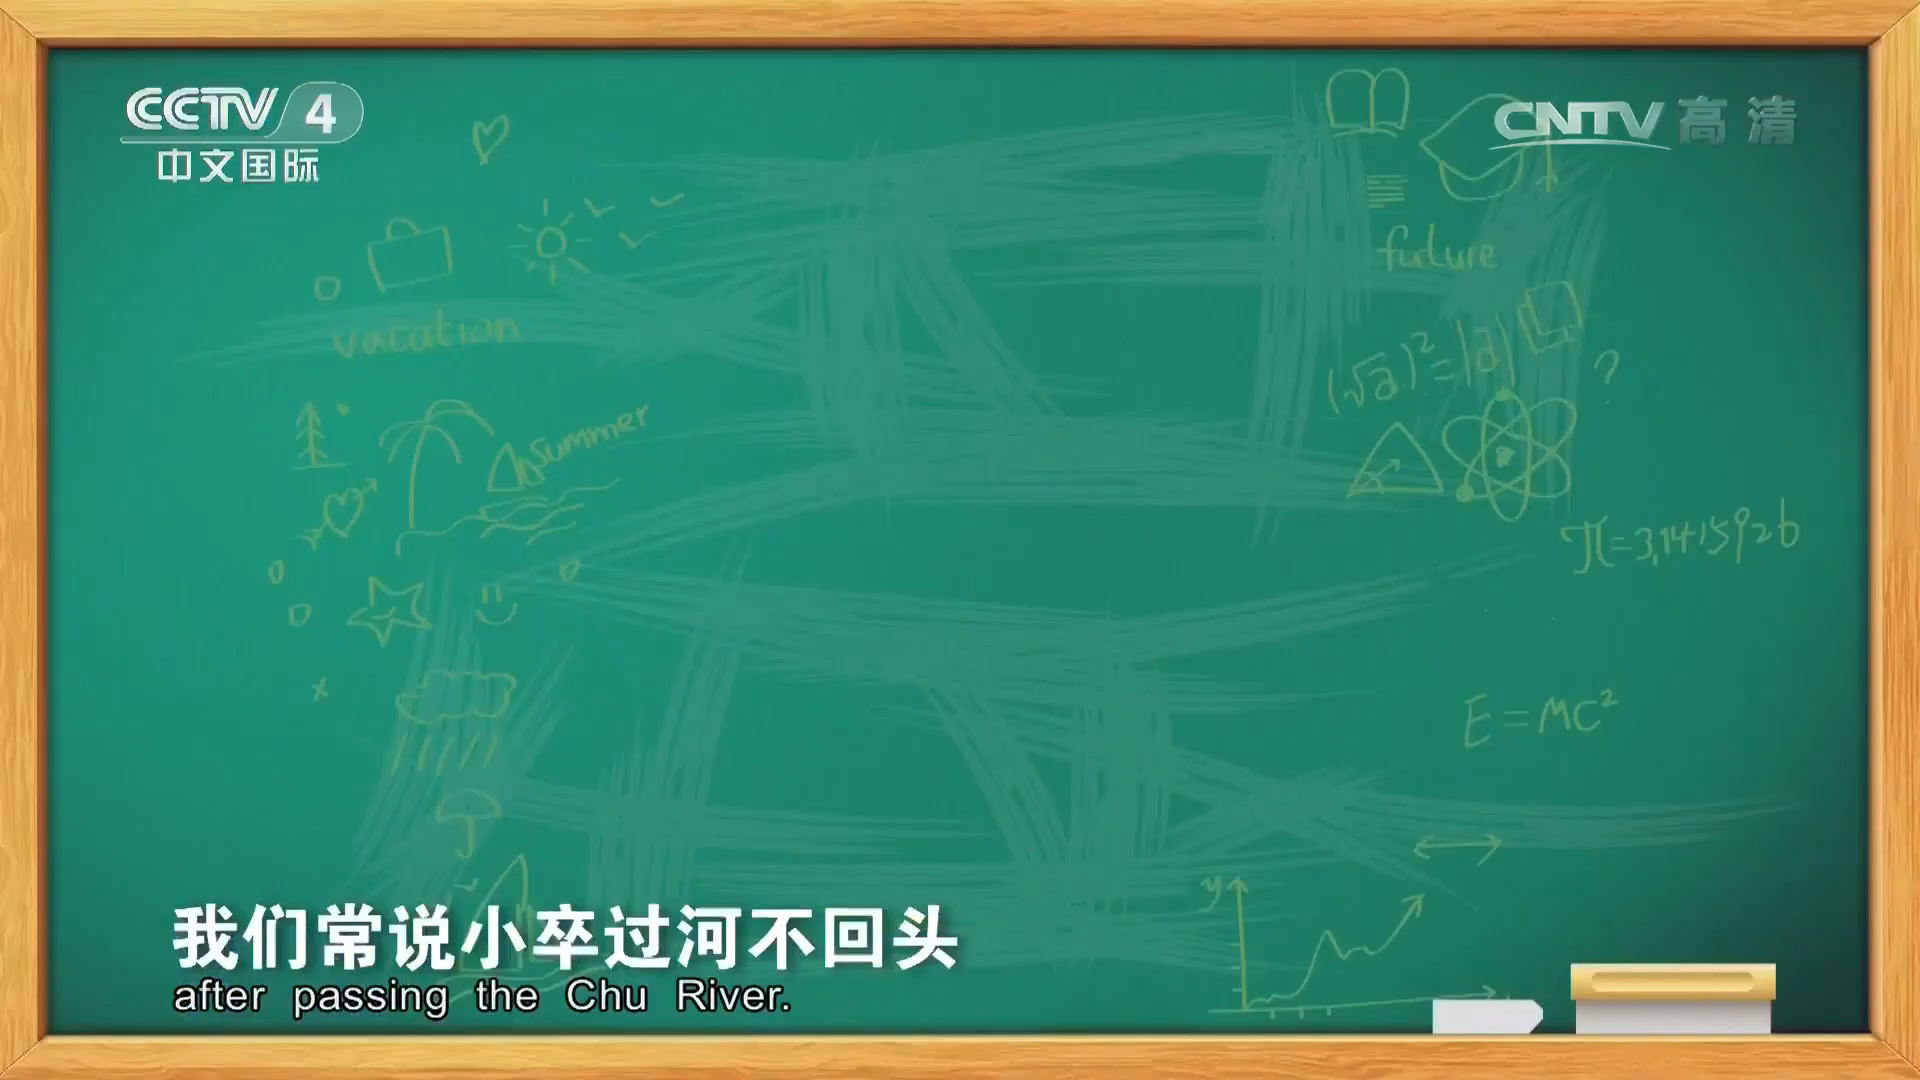 CCTV 4
中文国际
CNTV 高清
future
vacation
(√a)²=|a|
?
summer
π=3.1415926
E=MC²
y
我们常说小卒过河不回头
after passing the Chu River.